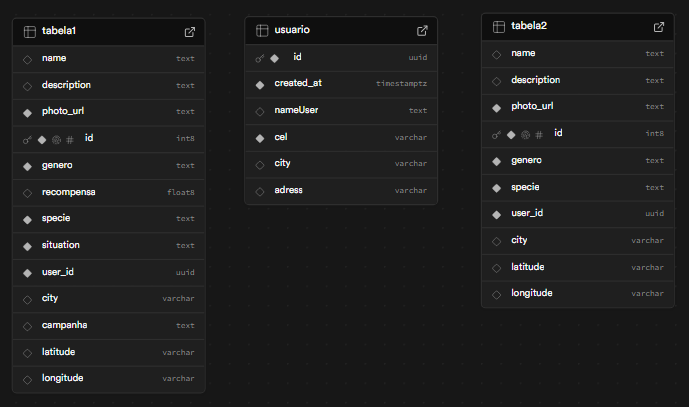 tabela1
name text
description text
photo_url text
id int8
genero text
recompensa float8
specie text
situation text
user_id uuid
city varchar
campanha text
latitude varchar
longitude varchar
usuario
id uuid
created_at timestamptz
nameUser text
cel varchar
city varchar
adress varchar
tabela2
name text
description text
photo_url text
id int8
genero text
specie text
user_id uuid
city varchar
latitude varchar
longitude varchar